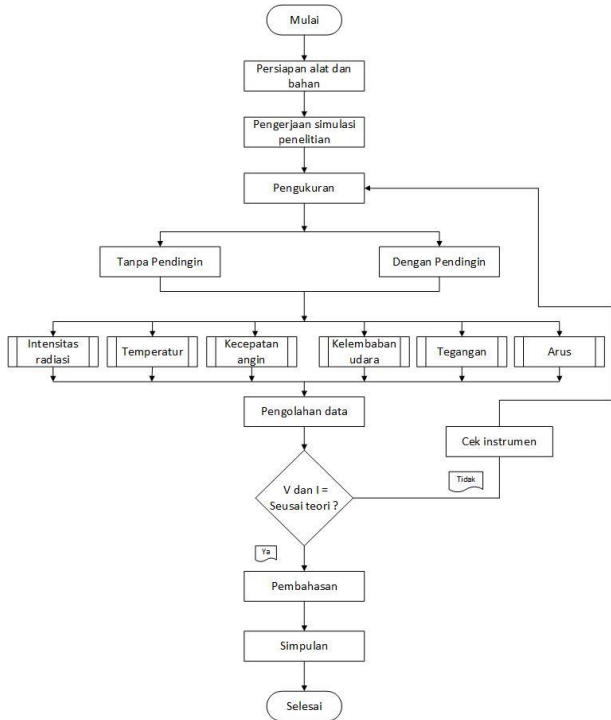 Mulai
Persiapan alat dan
bahan
Pengerjaan simulasi
penelitian
Pengukuran
Tanpa Pendingin
Dengan Pendingin
Intensitas
radiasi
Temperatur
Kecepatan
angin
Kelembaban
udara
Tegangan
Arus
Pengolahan data
Cek instrumen
V dan I =
Seusai teori ?
Tidak
Ya
Pembahasan
Simpulan
Selesai